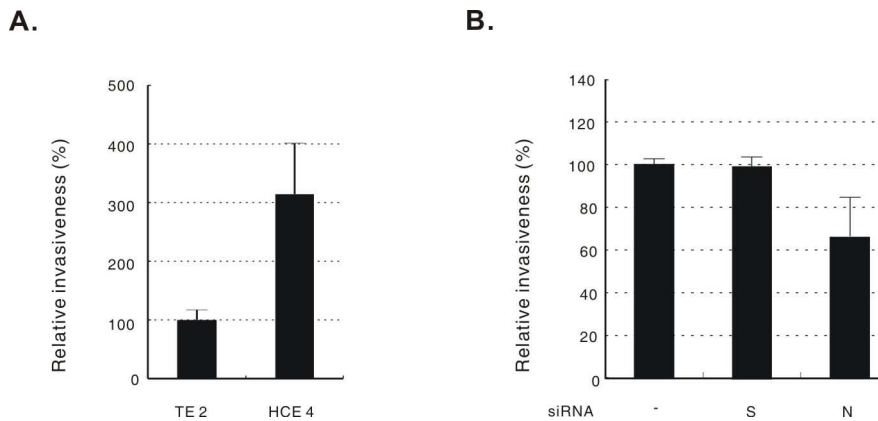 A.
Relative invasiveness (%)
500
400
300
200
100
0
TE 2 HCE 4
B.
Relative invasiveness (%)
140
120
100
80
60
40
20
0
siRNA - S N